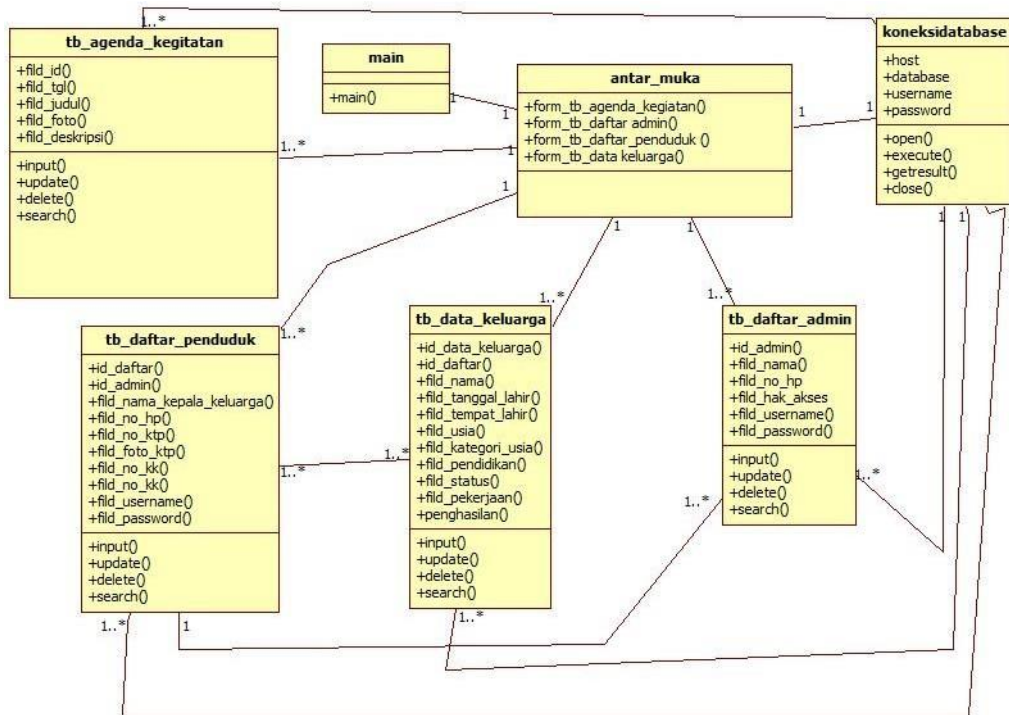 1..*
tb_agenda_kegitatan
+fild_id()
+fild_tgl()
+fild_judul()
+fild_foto()
+fild_deskripsi()
+input()
+update()
+delete()
+search()
1..*
main
+main()
1
1
antar_muka
+form_tb_agenda_kegiatan()
+form_tb_daftar admin()
+form_tb_daftar_penduduk ()
+form_tb_data keluarga()
1
1
1
1
1
1
koneksidatabase
+host
+database
+username
+password
+open()
+execute()
+getresult()
+close()
1
1
1
1..*
tb_daftar_penduduk
+id_daftar()
+id_admin()
+fild_nama_kepala_keluarga()
+fild_no_hp()
+fild_no_ktp()
+fild_foto_ktp()
+fild_no_kk()
+fild_no_kk()
+fild_username()
+fild_password()
+input()
+update()
+delete()
+search()
1..*
1..*
1
1..*
tb_data_keluarga
+id_data_keluarga()
+id_daftar()
+fild_nama()
+fild_tanggal_lahir()
+fild_tempat_lahir()
+fild_usia()
+fild_kategori_usia()
+fild_pendidikan()
+fild_status()
+fild_pekerjaan()
+penghasilan()
+input()
+update()
+delete()
+search()
1..*
1..*
1..*
tb_daftar_admin
+id_admin()
+fild_nama()
+fild_no_hp
+fild_hak_akses
+fild_username()
+fild_password()
+input()
+update()
+delete()
+search()
1..*
1..*